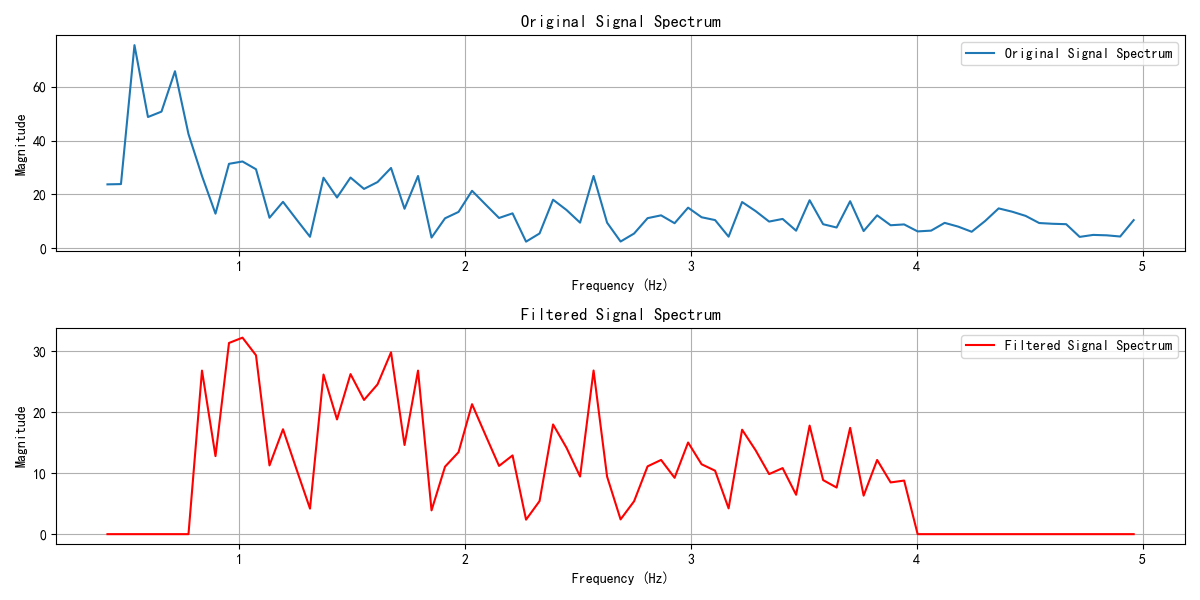 Original Signal Spectrum
Original Signal Spectrum
60
40
20
0
Magnitude
1 2 3 4 5
Frequency (Hz)
Filtered Signal Spectrum
Filtered Signal Spectrum
30
20
10
0
Magnitude
1 2 3 4 5
Frequency (Hz)